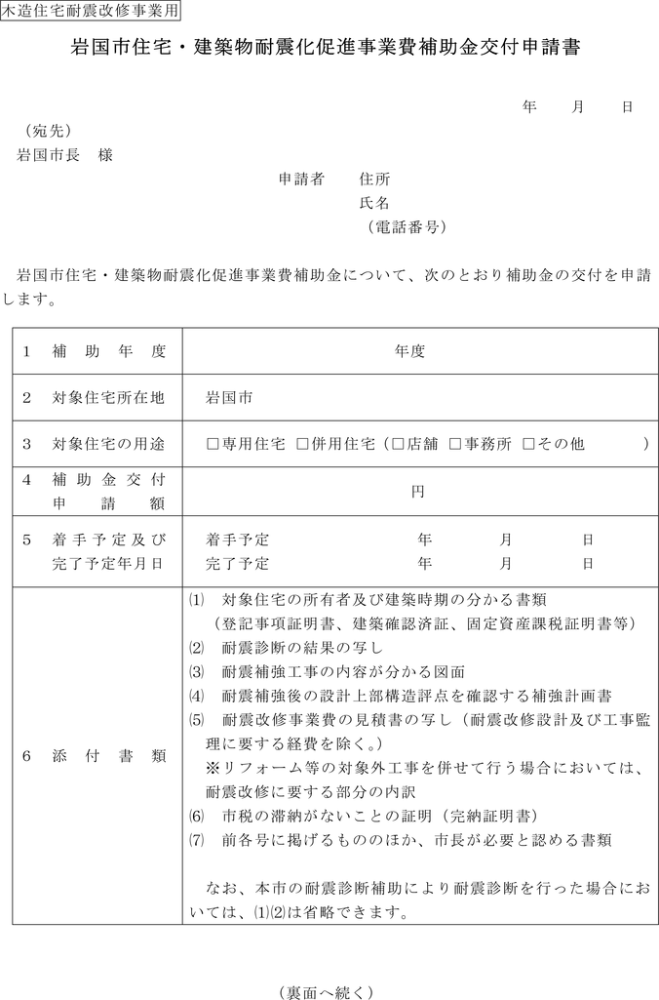 木造住宅耐震改修事業用
岩国市住宅・建築物耐震化促進事業費補助金交付申請書
年　　月　　日
（宛先）
岩国市長　様
申請者　　住所
氏名
（電話番号）
岩国市住宅・建築物耐震化促進事業費補助金について、次のとおり補助金の交付を申請
します。
1　補　助　年　度　　年度
2　対象住宅所在地　　岩国市
3　対象住宅の用途　　□専用住宅 □併用住宅（□店舗 □事務所 □その他　　　）
4　補 助 金 交 付
申　　請　　額　　円
5　着 手 予 定 及 び　　着手予定　　年　　月　　日
完了予定年月日　　完了予定　　年　　月　　日
6　添　付　書　類
⑴　対象住宅の所有者及び建築時期の分かる書類
（登記事項証明書、建築確認済証、固定資産課税証明書等）
⑵　耐震診断の結果の写し
⑶　耐震補強工事の内容が分かる図面
⑷　耐震補強後の設計上部構造評点を確認する補強計画書
⑸　耐震改修事業費の見積書の写し（耐震改修設計及び工事監
理に要する経費を除く。）
※リフォーム等の対象外工事を併せて行う場合においては、
耐震改修に要する部分の内訳
⑹　市税の滞納がないことの証明（完納証明書）
⑺　前各号に掲げるもののほか、市長が必要と認める書類
なお、本市の耐震診断補助により耐震診断を行った場合にお
いては、⑴⑵は省略できます。
（裏面へ続く）